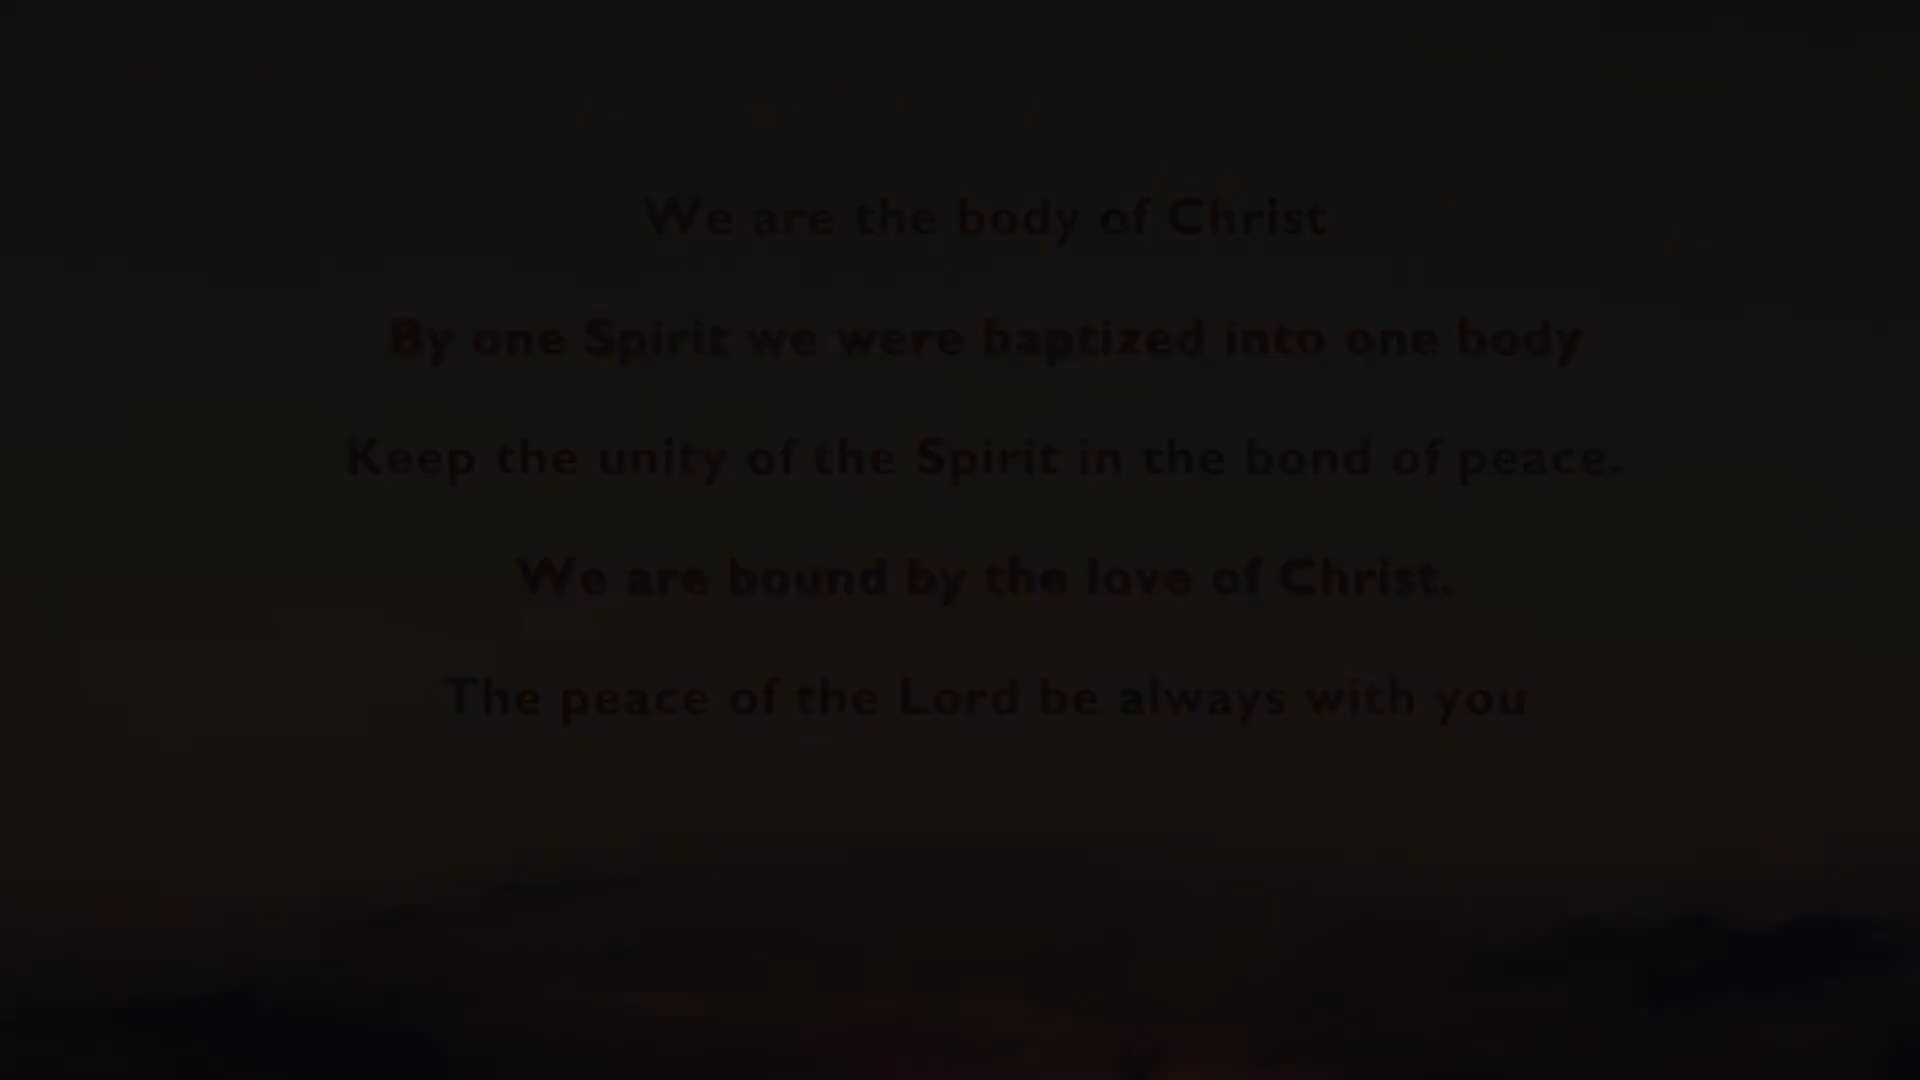 We are the body of Christ
By one Spirit we were baptized into one body
Keep the unity of the Spirit in the bond of peace.
We are bound by the love of Christ.
The peace of the Lord be always with you